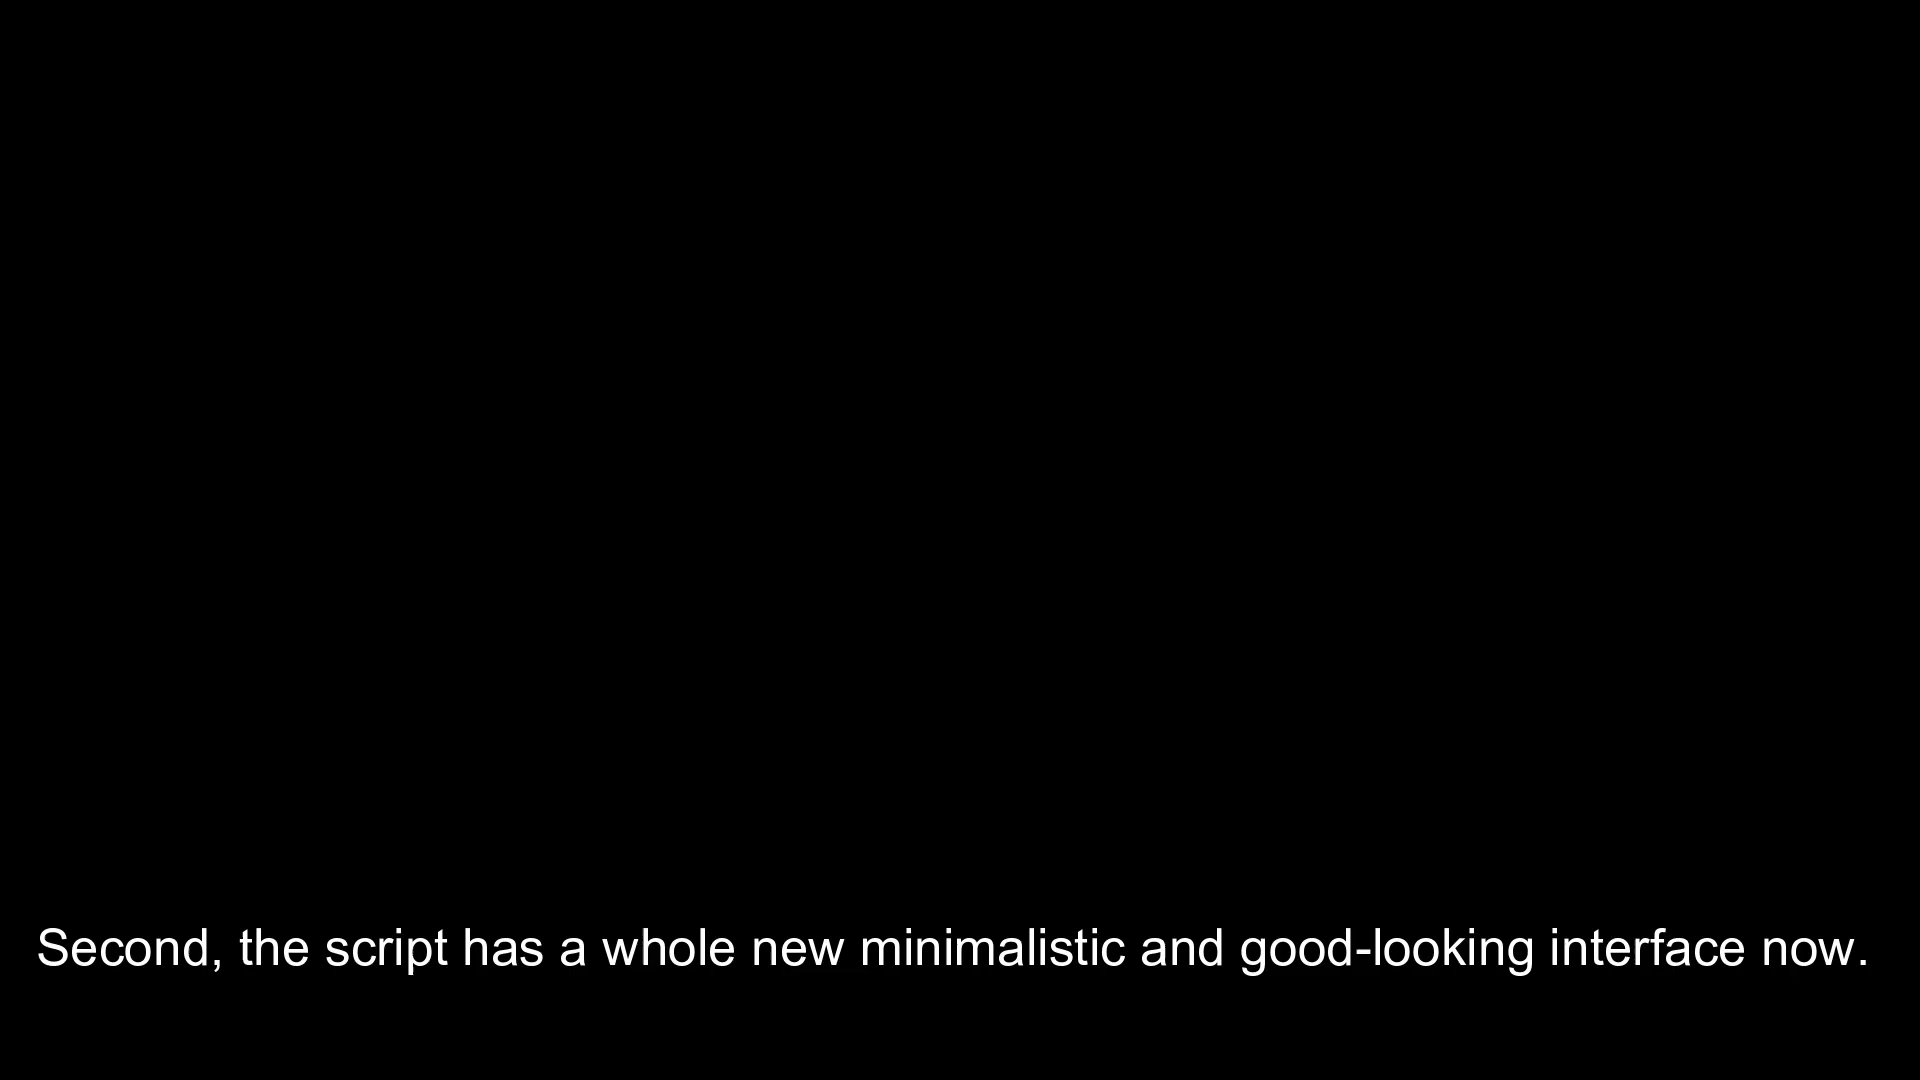 Second, the script has a whole new minimalistic and good-looking interface now.